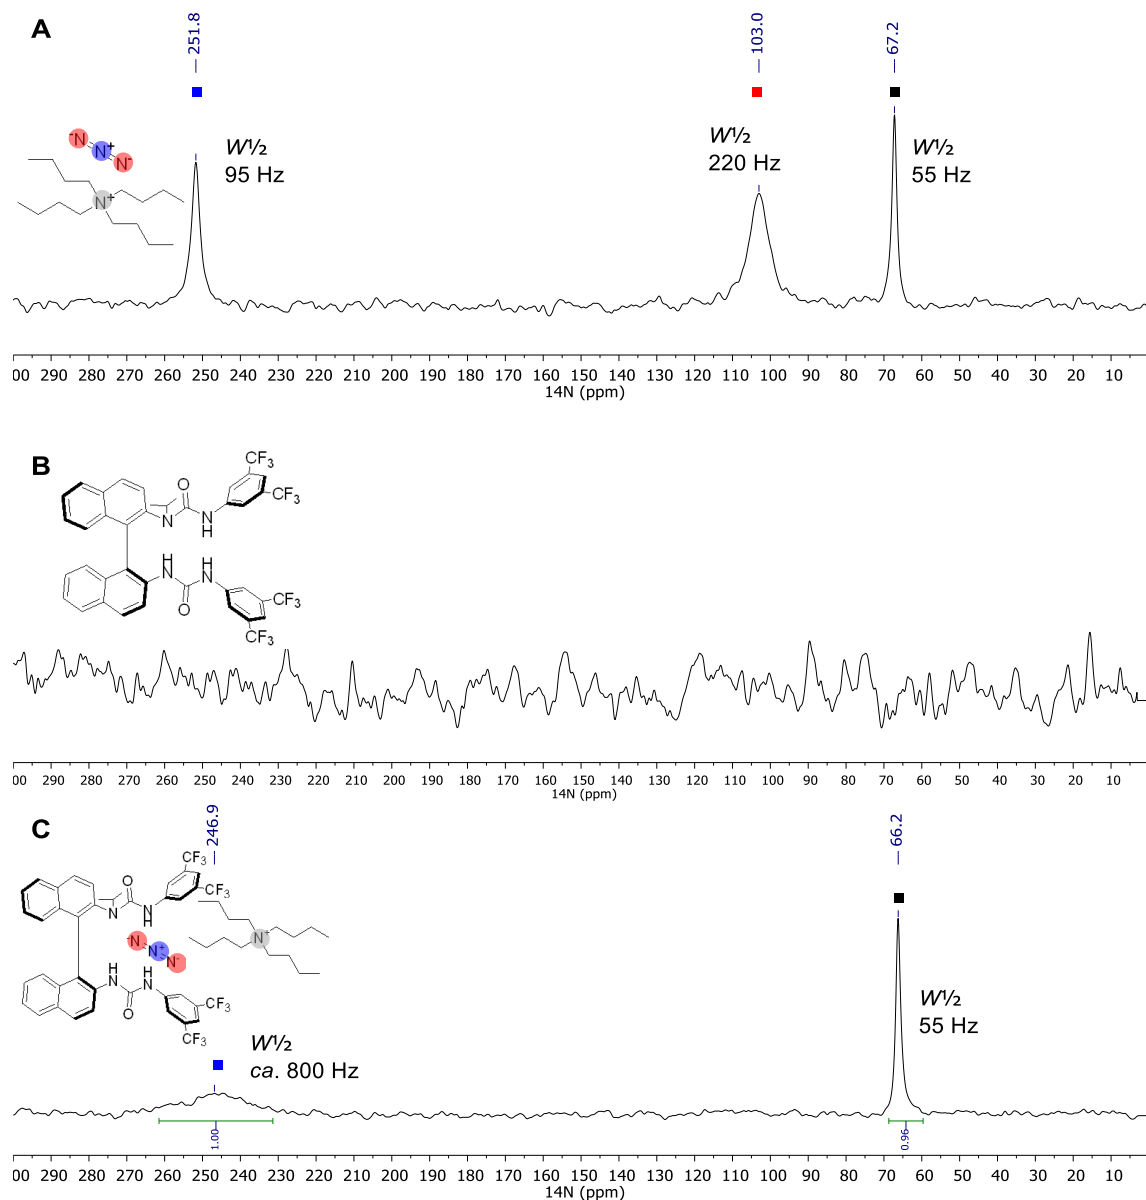 A
251.8
103.0
67.2
W½
95 Hz
W½
220 Hz
W½
55 Hz
-N
N+
N-
N+
00 290 280 270 260 250 240 230 220 210 200 190 180 170 160 150 140 130 120 110 100 90 80 70 60 50 40 30 20 10
14N (ppm)
B
CF3
CF3
O
N
N
H
H
N
H
N
O
CF3
CF3
00 290 280 270 260 250 240 230 220 210 200 190 180 170 160 150 140 130 120 110 100 90 80 70 60 50 40 30 20 10
14N (ppm)
C
246.9
66.2
CF3
CF3
O
N
N
H
-N
N+
N-
N+
H
N
H
N
O
CF3
CF3
W½
ca. 800 Hz
W½
55 Hz
1.00
0.96
00 290 280 270 260 250 240 230 220 210 200 190 180 170 160 150 140 130 120 110 100 90 80 70 60 50 40 30 20 10
14N (ppm)